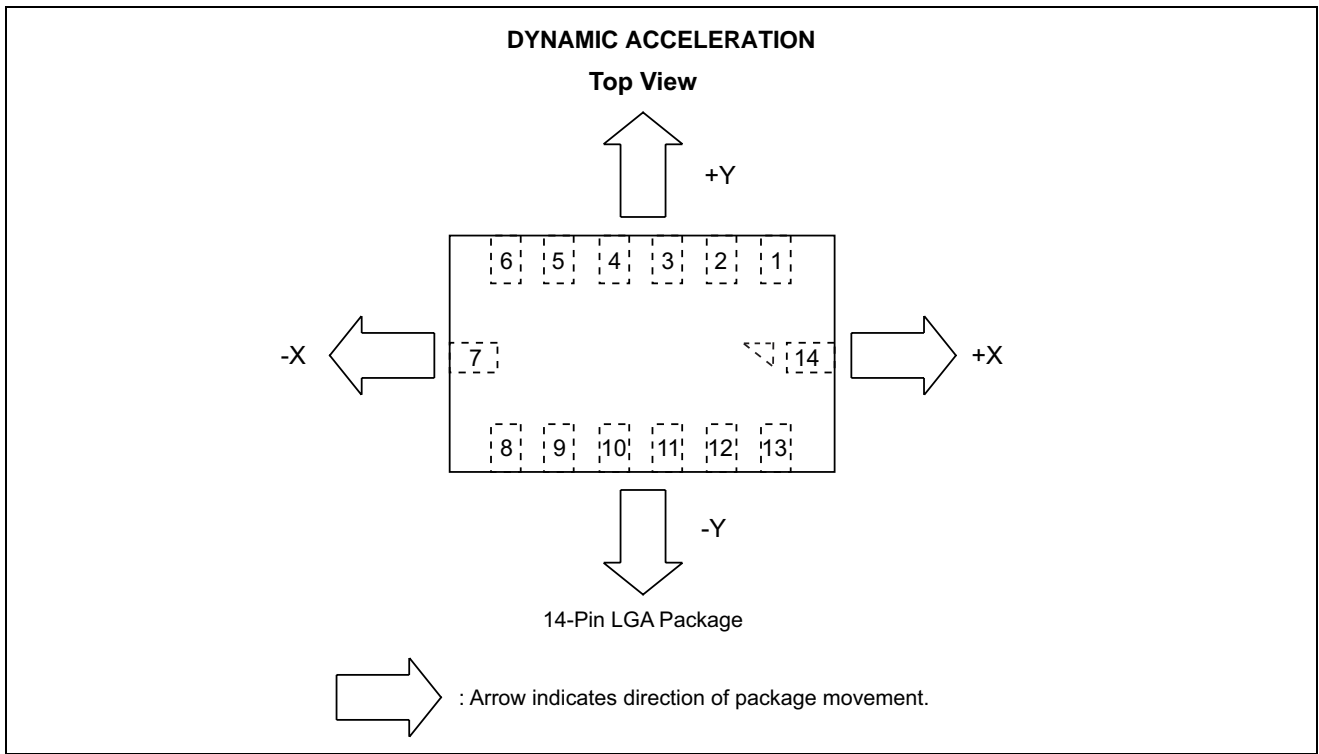 DYNAMIC ACCELERATION
Top View
+Y
6 5 4 3 2 1
-X 7 14 +X
8 9 10 11 12 13
-Y
14-Pin LGA Package
: Arrow indicates direction of package movement.